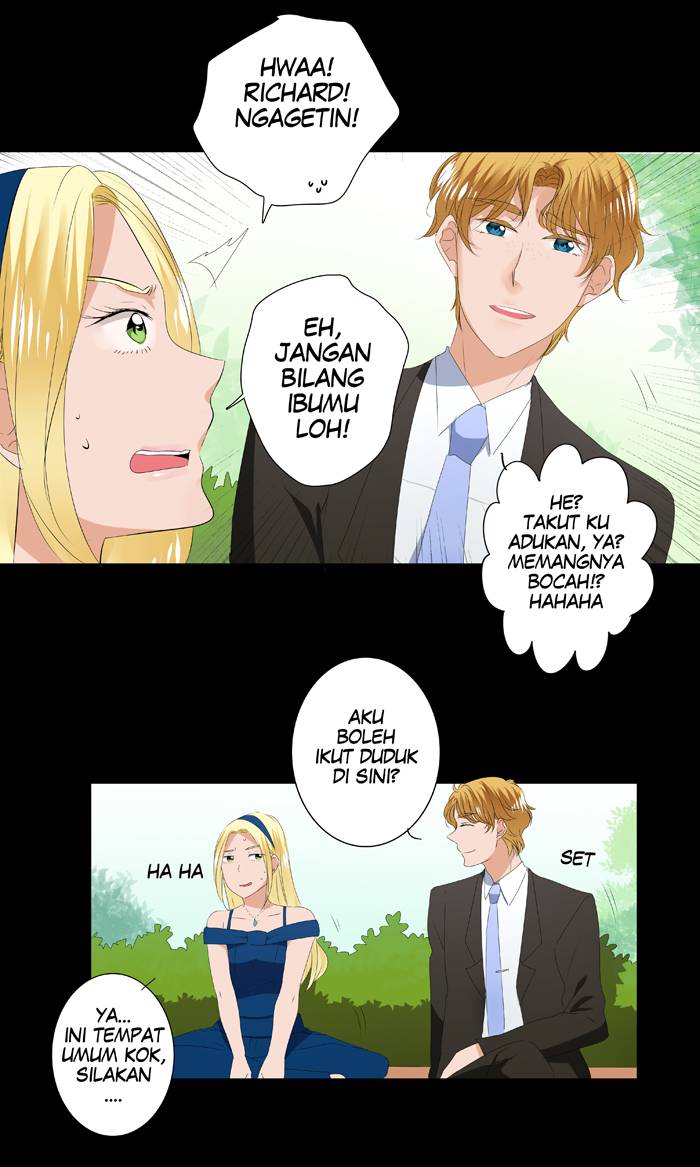 HWAA!
RICHARD!
NGAGETIN!
EH,
JANGAN
BILANG
IBUMU
LOH!
HE?
TAKUT KU
ADUKAN, YA?
MEMANGNYA
BOCAH!?
HAHAHA
AKU
BOLEH
IKUT DUDUK
DI SINI?
HA HA
SET
YA...
INI TEMPAT
UMUM KOK,
SILAKAN
....